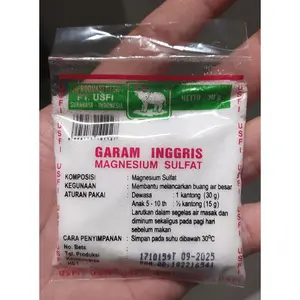 PRODUKSI
PT. USFI
SURABAYA - INDONESIA
NETTO : 30
USFI
GARAM INGGRIS
MAGNESIUM SULFAT
KOMPOSISI : Magnesium Sulfat
KEGUNAAN : Membantu melancarkan buang air besar
ATURAN PAKAI : Dewasa : 1 kantong (30 g)
Anak 5 - 10 th : ½ kantong (15 g)
Larutkan dalam segelas air masak dan
diminum sekaligus pada pagi hari
sebelum makan
CARA PENYIMPANAN : Simpan pada suhu dibawah 30°C
No. Bets
Tgl. Produksi
171015BT 09-2025